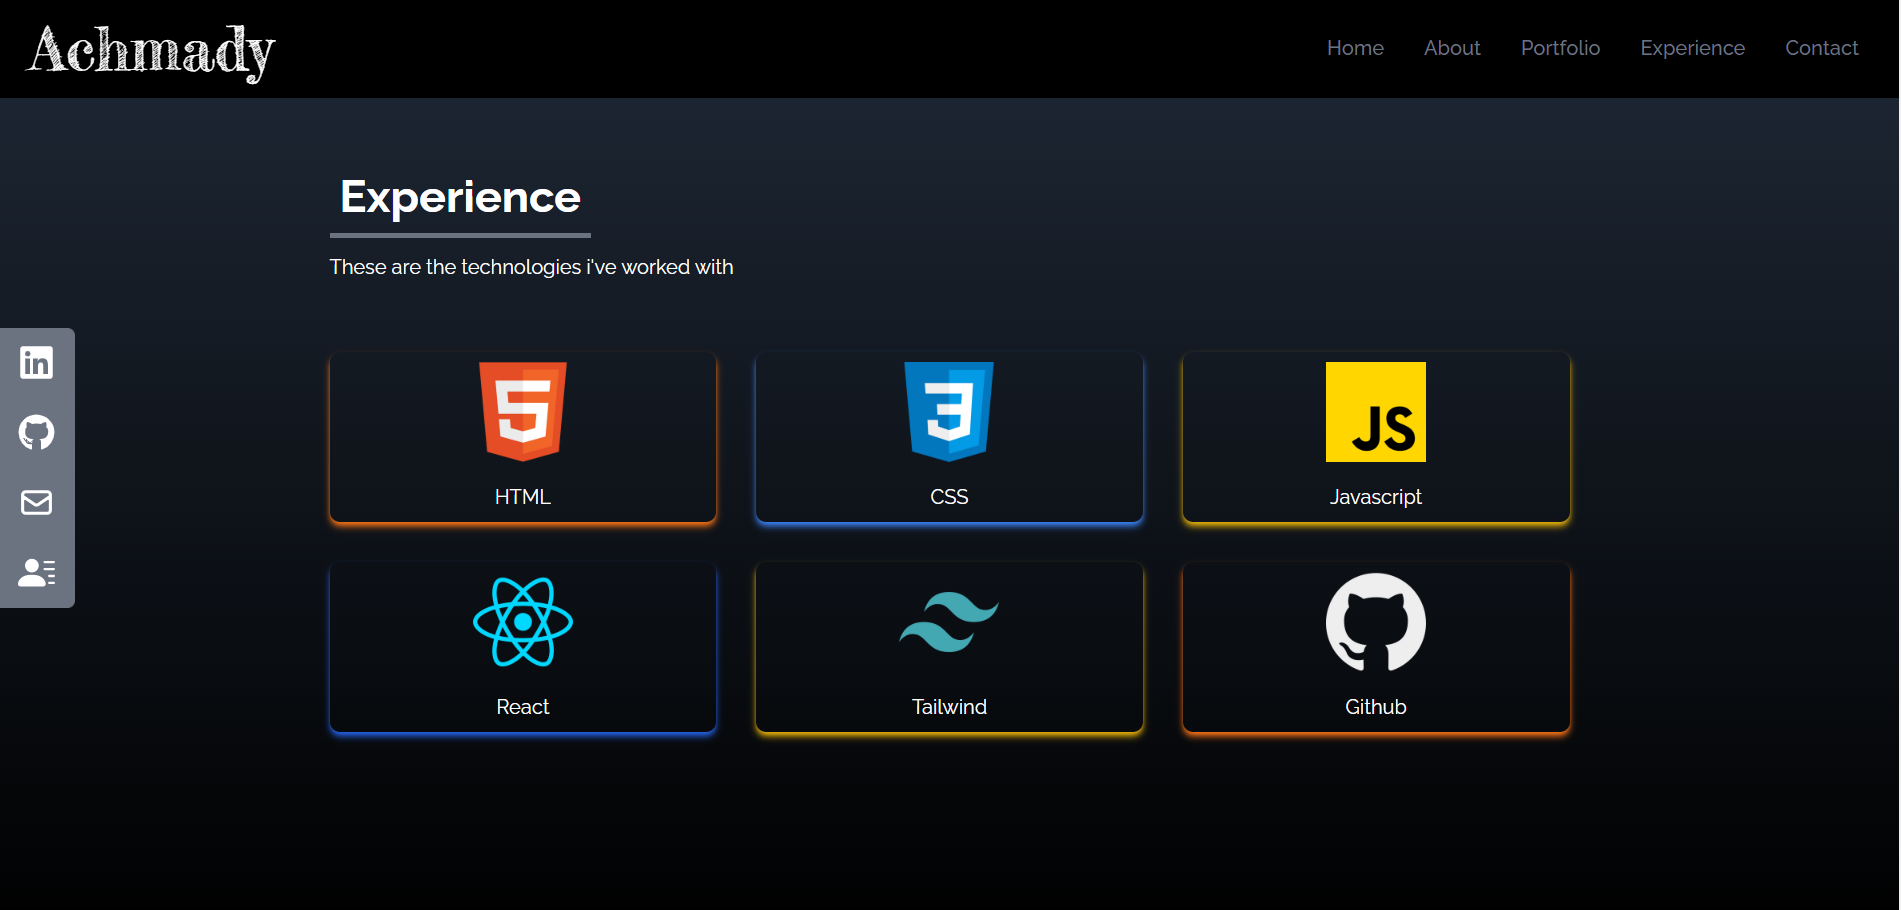 Achmady
Home About Portfolio Experience Contact
Experience
These are the technologies i've worked with
in
5
HTML
3
CSS
JS
Javascript
React
Tailwind
Github